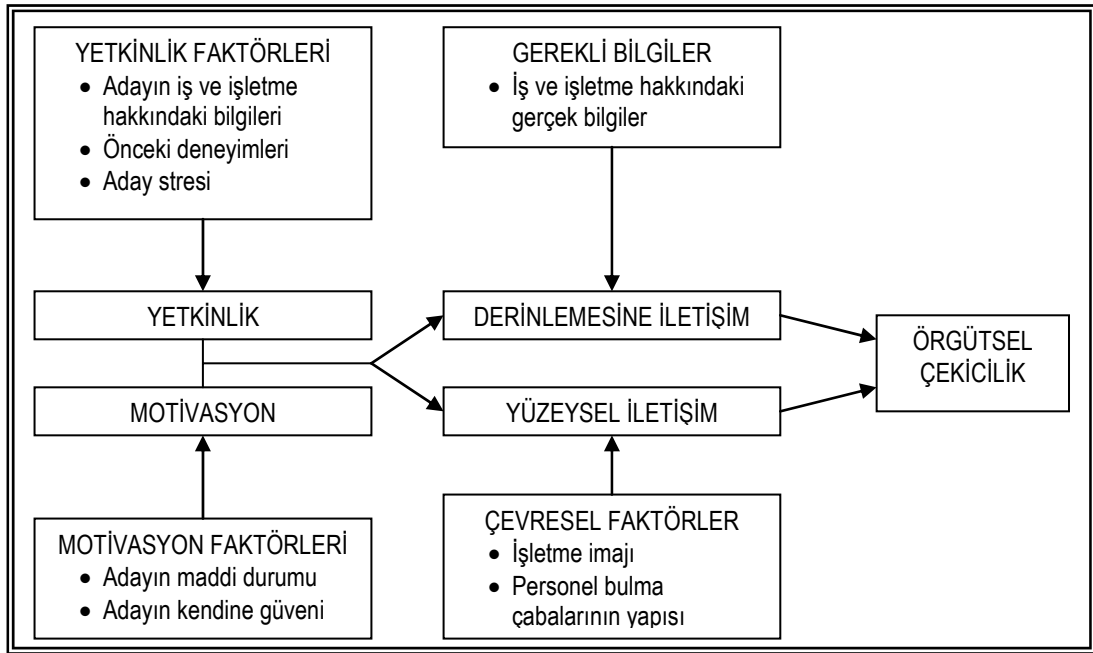 YETKİNLİK FAKTÖRLERİ
• Adayın iş ve işletme
hakkındaki bilgileri
• Önceki deneyimleri
• Aday stresi
GEREKLİ BİLGİLER
• İş ve işletme hakkındaki
gerçek bilgiler
YETKİNLİK
DERİNLEMESİNE İLETİŞİM
ÖRGÜTSEL
ÇEKİCİLİK
MOTİVASYON
YÜZEYSEL İLETİŞİM
MOTİVASYON FAKTÖRLERİ
• Adayın maddi durumu
• Adayın kendine güveni
ÇEVRESEL FAKTÖRLER
• İşletme imajı
• Personel bulma
çabalarının yapısı